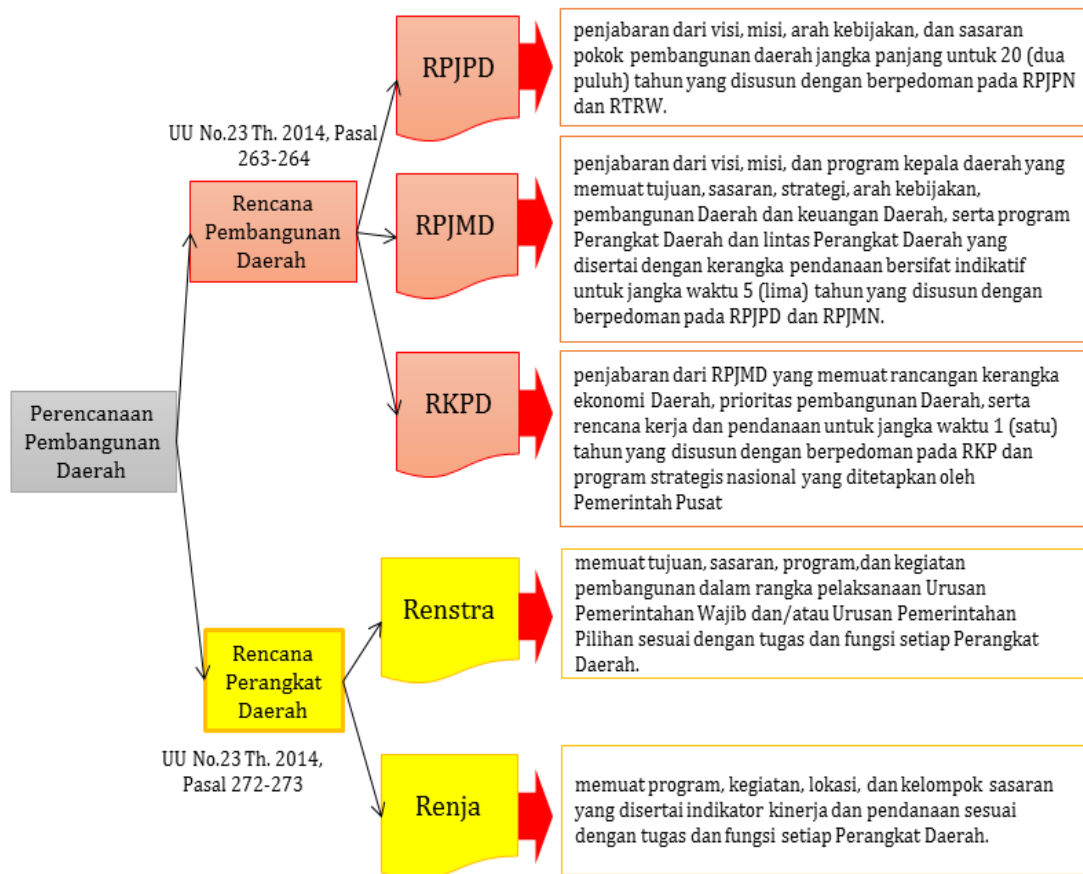 Perencanaan
Pembangunan
Daerah
UU No.23 Th. 2014, Pasal
263-264
Rencana
Pembangunan
Daerah
RPJPD
penjabaran dari visi, misi, arah kebijakan, dan sasaran
pokok pembangunan daerah jangka panjang untuk 20 (dua
puluh) tahun yang disusun dengan berpedoman pada RPJPN
dan RTRW.
RPJMD
penjabaran dari visi, misi, dan program kepala daerah yang
memuat tujuan, sasaran, strategi, arah kebijakan,
pembangunan Daerah dan keuangan Daerah, serta program
Perangkat Daerah dan lintas Perangkat Daerah yang
disertai dengan kerangka pendanaan bersifat indikatif
untuk jangka waktu 5 (lima) tahun yang disusun dengan
berpedoman pada RPJPD dan RPJMN.
RKPD
penjabaran dari RPJMD yang memuat rancangan kerangka
ekonomi Daerah, prioritas pembangunan Daerah, serta
rencana kerja dan pendanaan untuk jangka waktu 1 (satu)
tahun yang disusun dengan berpedoman pada RKP dan
program strategis nasional yang ditetapkan oleh
Pemerintah Pusat
Rencana
Perangkat
Daerah
UU No.23 Th. 2014,
Pasal 272-273
Renstra
memuat tujuan, sasaran, program,dan kegiatan
pembangunan dalam rangka pelaksanaan Urusan
Pemerintahan Wajib dan/atau Urusan Pemerintahan
Pilihan sesuai dengan tugas dan fungsi setiap Perangkat
Daerah.
Renja
memuat program, kegiatan, lokasi, dan kelompok sasaran
yang disertai indikator kinerja dan pendanaan sesuai
dengan tugas dan fungsi setiap Perangkat Daerah.